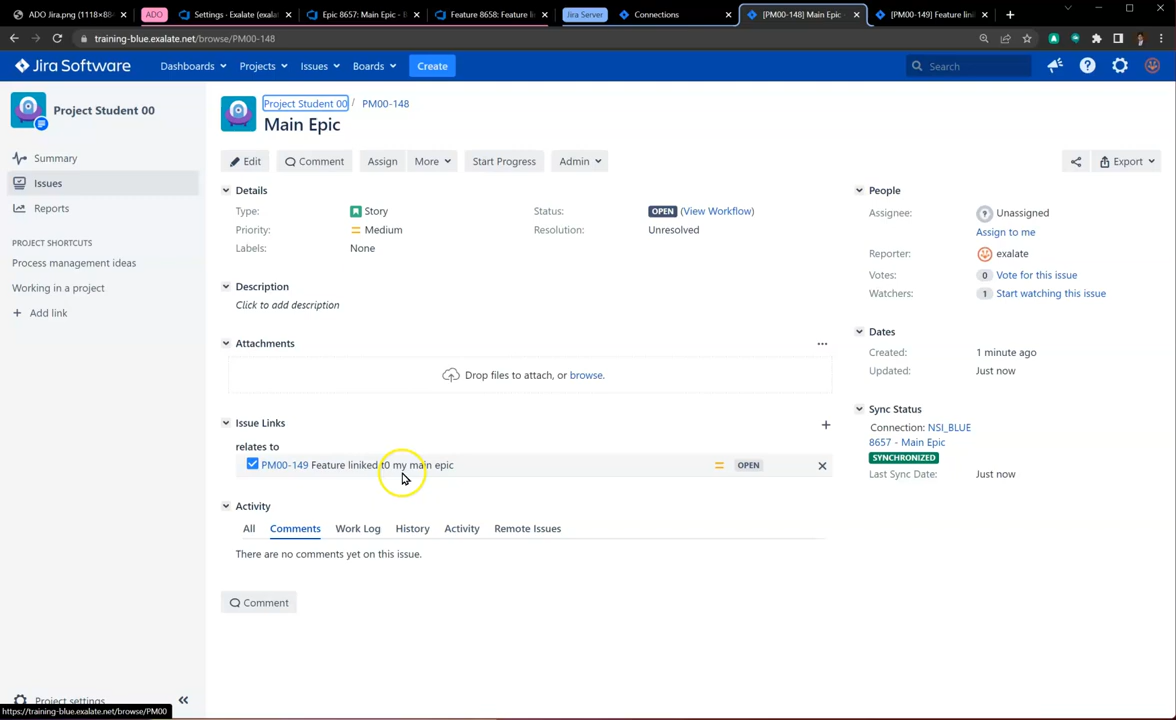 ADO Jira.png (1118×88
ADO
Settings - Exalate (exalat
Epic 8657: Main Epic - B
Feature 8658: Feature lin
Jira Server
Connections
[PM00-148] Main Epic -
[PM00-149] Feature linik
training-blue.exalate.net/browse/PM00-148
Jira Software
Dashboards
Projects
Issues
Boards
Create
Search
Project Student 00
Summary
Issues
Reports
PROJECT SHORTCUTS
Process management ideas
Working in a project
+ Add link
Project settings
https://training-blue.exalate.net/browse/PM00
Project Student 00 / PM00-148
Main Epic
Edit
Comment
Assign
More
Start Progress
Admin
Export
Details
Type: Story
Status: OPEN (View Workflow)
Priority: Medium
Resolution: Unresolved
Labels: None
Description
Click to add description
Attachments
Drop files to attach, or browse.
Issue Links
relates to
PM00-149 Feature liniked t0 my main epic
OPEN
Activity
All
Comments
Work Log
History
Activity
Remote Issues
There are no comments yet on this issue.
Comment
People
Assignee: Unassigned
Assign to me
Reporter: exalate
Votes: 0 Vote for this issue
Watchers: 1 Start watching this issue
Dates
Created: 1 minute ago
Updated: Just now
Sync Status
Connection: NSI_BLUE
8657 - Main Epic
SYNCHRONIZED
Last Sync Date: Just now